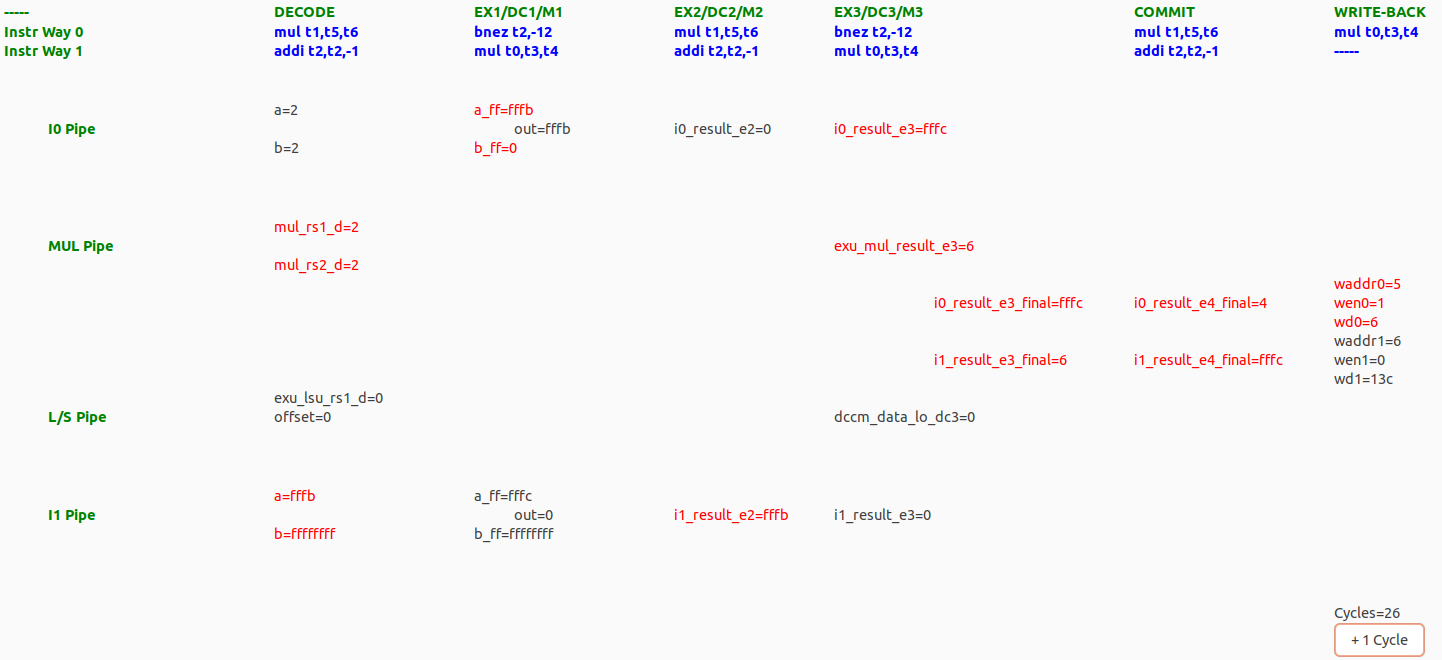 ----- DECODE EX1/DC1/M1 EX2/DC2/M2 EX3/DC3/M3 COMMIT WRITE-BACK
Instr Way 0 mul t1,t5,t6 bnez t2,-12 mul t1,t5,t6 bnez t2,-12 mul t1,t5,t6 mul t0,t3,t4
Instr Way 1 addi t2,t2,-1 mul t0,t3,t4 addi t2,t2,-1 mul t0,t3,t4 addi t2,t2,-1 -----
a=2 a_ff=fffb
I0 Pipe out=fffb i0_result_e2=0 i0_result_e3=fffc
b=2 b_ff=0
mul_rs1_d=2
MUL Pipe exu_mul_result_e3=6
mul_rs2_d=2
waddr0=5
i0_result_e3_final=fffc i0_result_e4_final=4 wen0=1
wd0=6
waddr1=6
i1_result_e3_final=6 i1_result_e4_final=fffc wen1=0
wd1=13c
exu_lsu_rs1_d=0
L/S Pipe offset=0 dccm_data_lo_dc3=0
a=fffb a_ff=fffc
I1 Pipe out=0 i1_result_e2=fffb i1_result_e3=0
b=ffffffff b_ff=ffffffff
Cycles=26
+ 1 Cycle